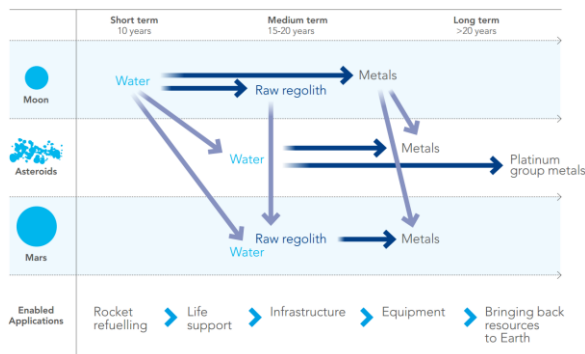 Short term
10 years
Medium term
15-20 years
Long term
>20 years
Moon
Water
Raw regolith
Metals
Asteroids
Water
Metals
Platinum
group metals
Mars
Water
Raw regolith
Metals
Enabled
Applications
Rocket
refuelling
Life
support
Infrastructure
Equipment
Bringing back
resources
to Earth